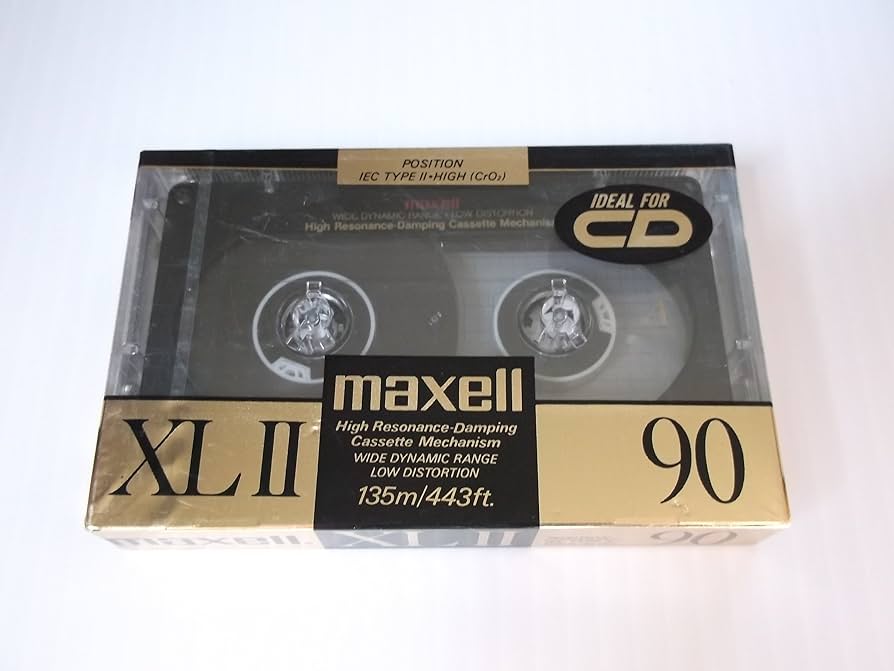 POSITION
IEC TYPE II•HIGH (CrO₂)
IDEAL FOR
CD
maxell
WIDE DYNAMIC RANGE • LOW DISTORTION
High Resonance-Damping Cassette Mechanism
maxell
High Resonance-Damping
Cassette Mechanism
WIDE DYNAMIC RANGE
LOW DISTORTION
135m/443ft.
XL II
90
maxell
XL II
90